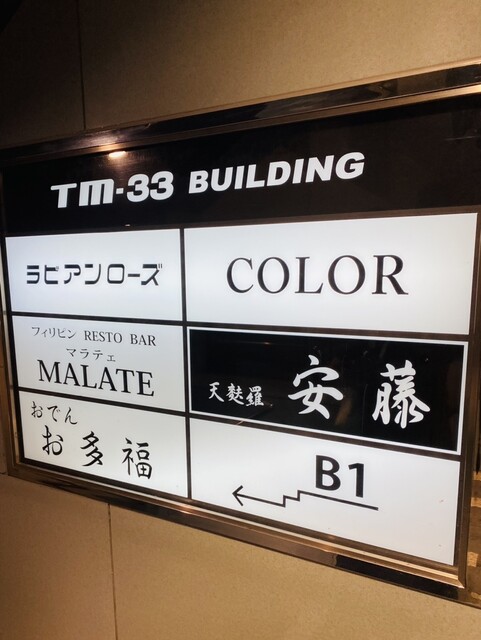 TM-33 BUILDING
ラビアンローズ
COLOR
フィリピン RESTO BAR
マラテェ
MALATE
天麩羅 安藤
おでん
お多福
B1